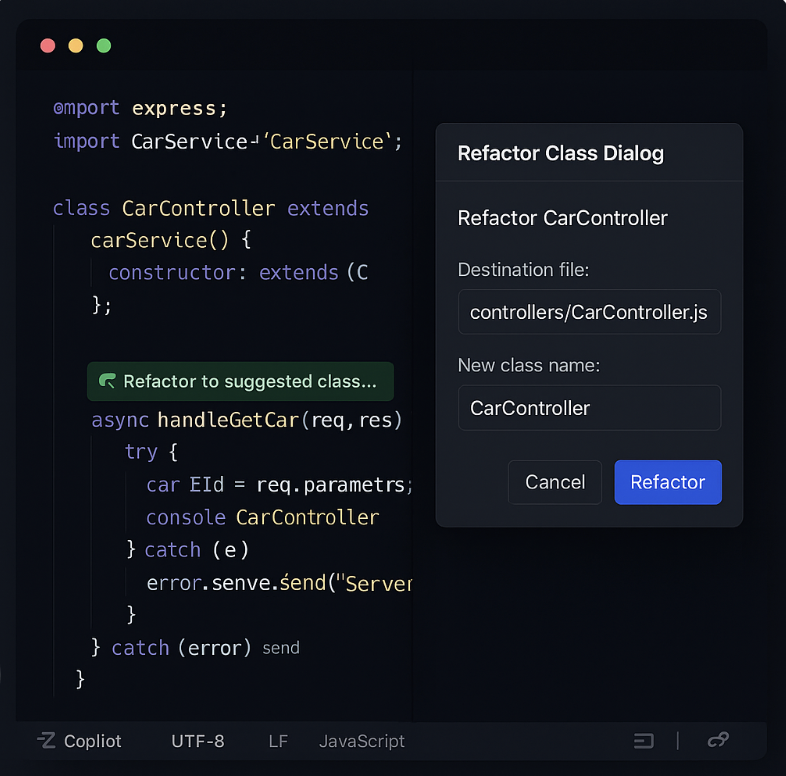 import express;
import CarService-'CarService';
class CarController extends
carService() {
constructor: extends (C
};
Refactor to suggested class...
async handleGetCar(req, res)
try {
car EId = req.parametrs;
console CarController
} catch (e)
error.senve.śend("Server
}
} catch (error) send
}
Refactor Class Dialog
Refactor CarController
Destination file:
controllers/CarController.js
New class name:
CarController
Cancel Refactor
Copliot UTF-8 LF JavaScript